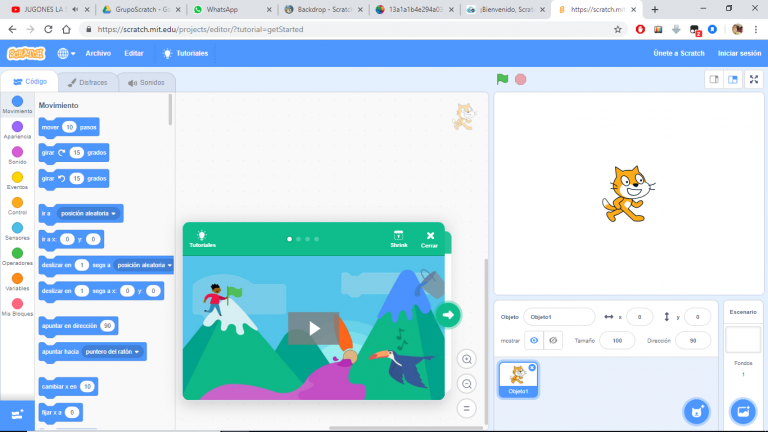 JUGONES LA
GrupoScratch - Go
WhatsApp
Backdrop - Scratch
13a1a1b4e294a0
¡Bienvenido, Scratch
https://scratch.mit
https://scratch.mit.edu/projects/editor/?tutorial=getStarted
SCRATCH
Archivo
Editar
Tutoriales
Únete a Scratch
Iniciar sesión
Código
Disfraces
Sonidos
Movimiento
Apariencia
Sonido
Eventos
Control
Sensores
Operadores
Variables
Mis Bloques
Movimiento
mover 10 pasos
girar 15 grados
girar 15 grados
ir a posición aleatoria
ir a x: 0 y: 0
deslizar en 1 segs a posición aleatoria
deslizar en 1 segs a x: 0 y: 0
apuntar en dirección 90
apuntar hacia puntero del ratón
cambiar x en 10
fijar x a 0
Tutoriales
Shrink
Cerrar
Objeto Objeto1 x 0 y 0
mostrar Tamaño 100 Dirección 90
Objeto1
Escenario
Fondos
1